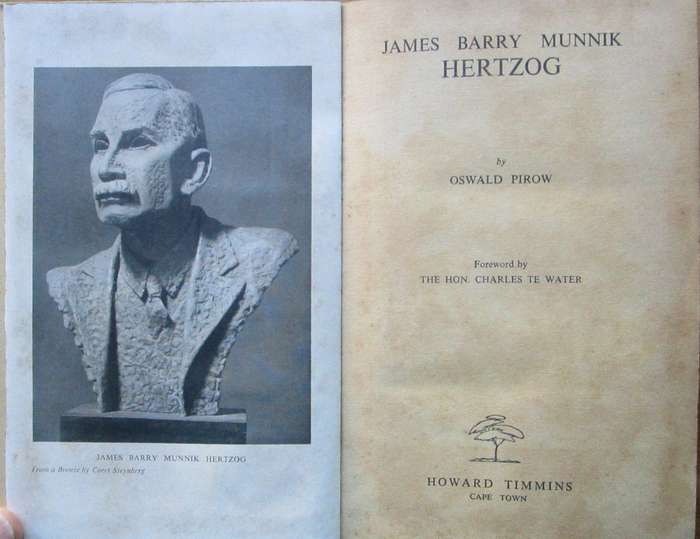 JAMES BARRY MUNNIK HERTZOG
From a Bronze by Coert Steynberg
JAMES BARRY MUNNIK
HERTZOG
by
OSWALD PIROW
Foreword by
THE HON. CHARLES TE WATER
HOWARD TIMMINS
CAPE TOWN